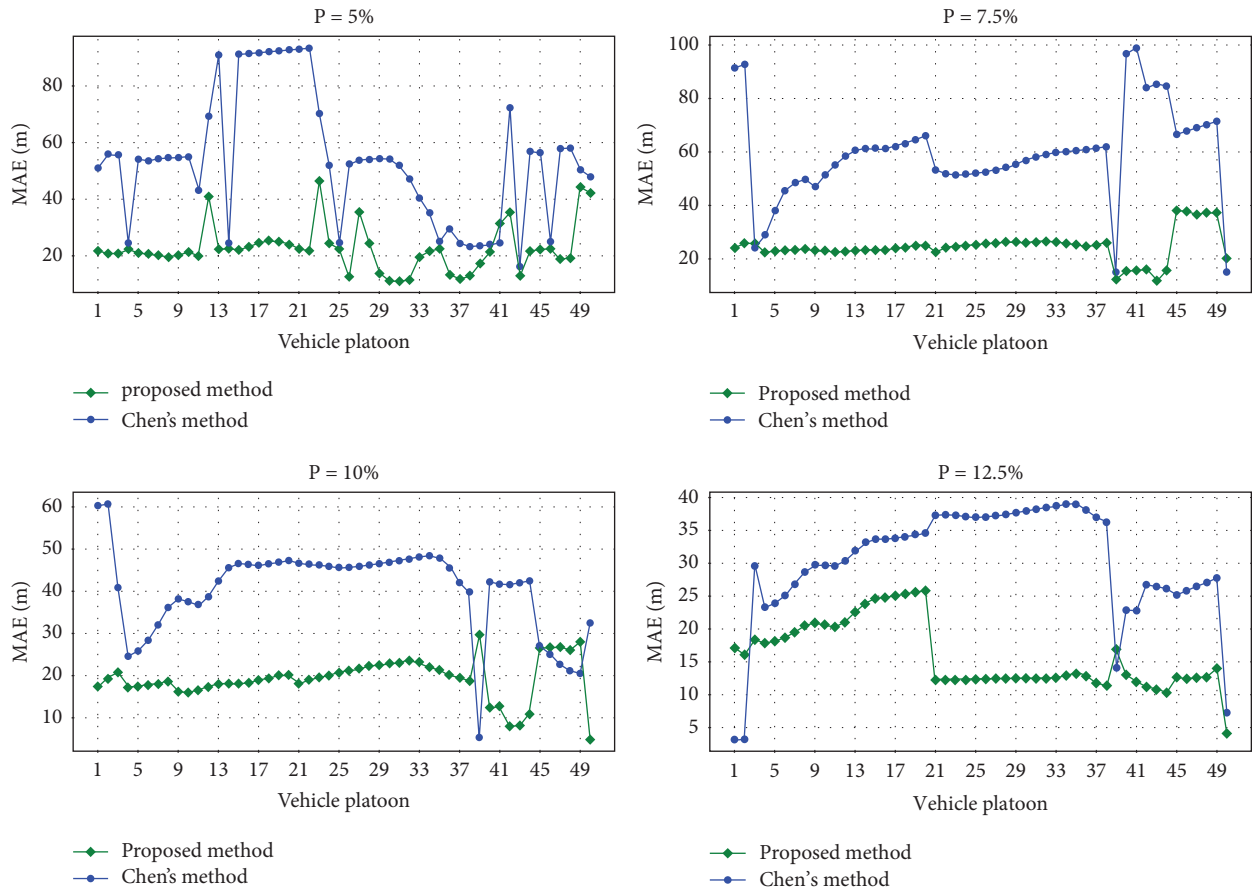 P = 5%
MAE (m)
80
60
40
20
1 5 9 13 17 21 25 29 33 37 41 45 49
Vehicle platoon
proposed method
Chen's method
P = 7.5%
MAE (m)
100
80
60
40
20
1 5 9 13 17 21 25 29 33 37 41 45 49
Vehicle platoon
Proposed method
Chen's method
P = 10%
MAE (m)
60
50
40
30
20
10
1 5 9 13 17 21 25 29 33 37 41 45 49
Vehicle platoon
Proposed method
Chen's method
P = 12.5%
MAE (m)
40
35
30
25
20
15
10
5
1 5 9 13 17 21 25 29 33 37 41 45 49
Vehicle platoon
Proposed method
Chen's method